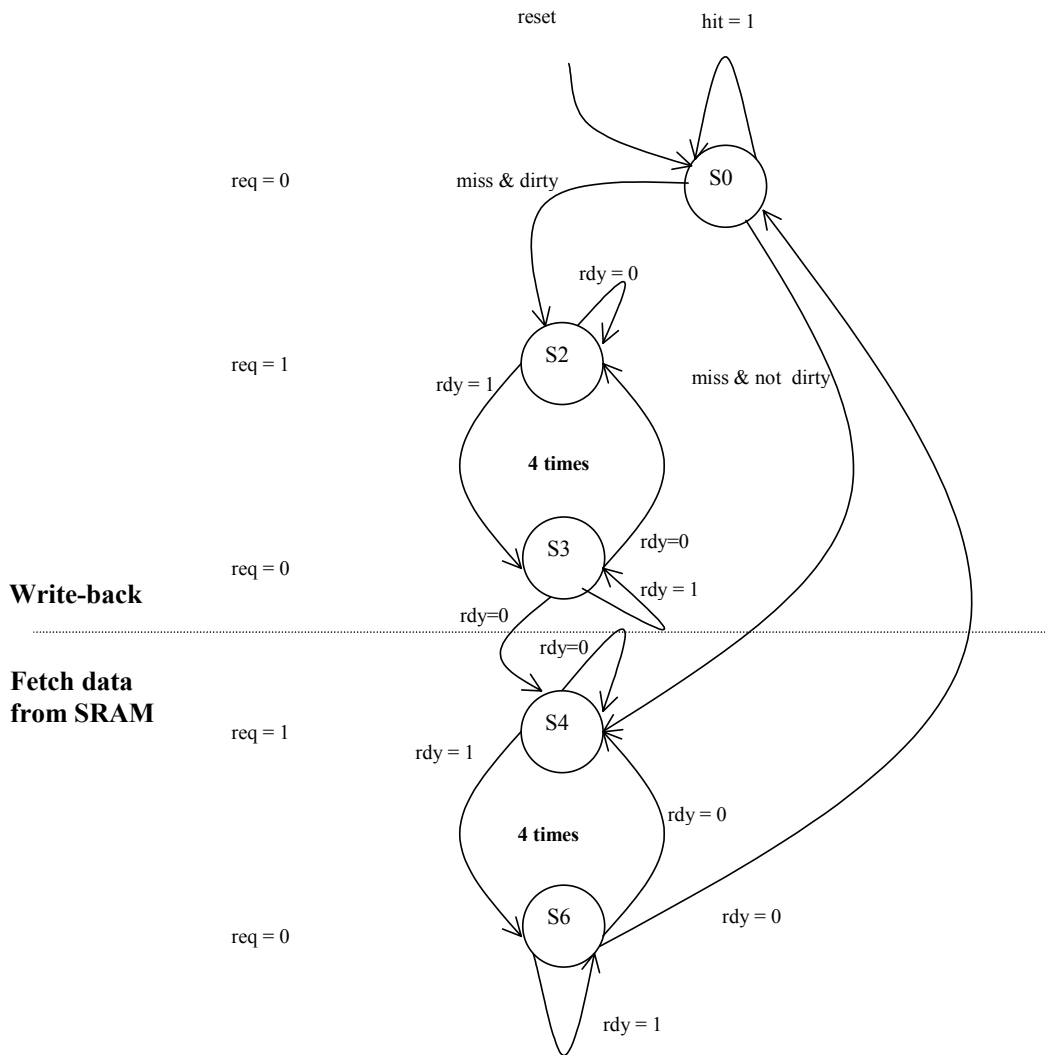 reset
hit = 1
req = 0
miss & dirty
S0
rdy = 0
req = 1
S2
rdy = 1
miss & not  dirty
4 times
S3
rdy=0
req = 0
rdy = 1
Write-back
rdy=0
rdy=0
Fetch data
from SRAM
S4
req = 1
rdy = 1
rdy = 0
4 times
S6
rdy = 0
req = 0
rdy = 1